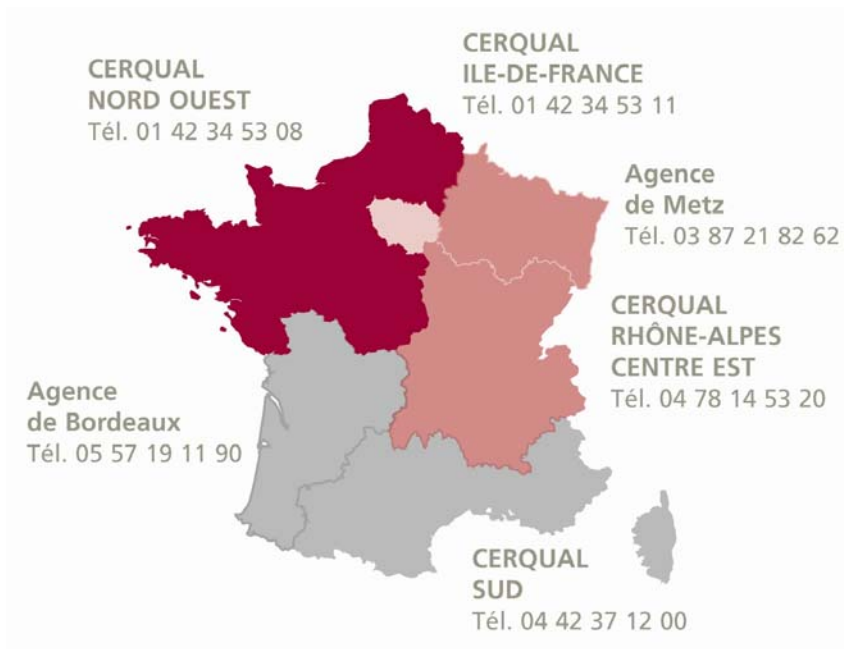 CERQUAL
NORD OUEST
Tél. 01 42 34 53 08
CERQUAL
ILE-DE-FRANCE
Tél. 01 42 34 53 11
Agence
de Metz
Tél. 03 87 21 82 62
CERQUAL
RHÔNE-ALPES
CENTRE EST
Tél. 04 78 14 53 20
Agence
de Bordeaux
Tél. 05 57 19 11 90
CERQUAL
SUD
Tél. 04 42 37 12 00